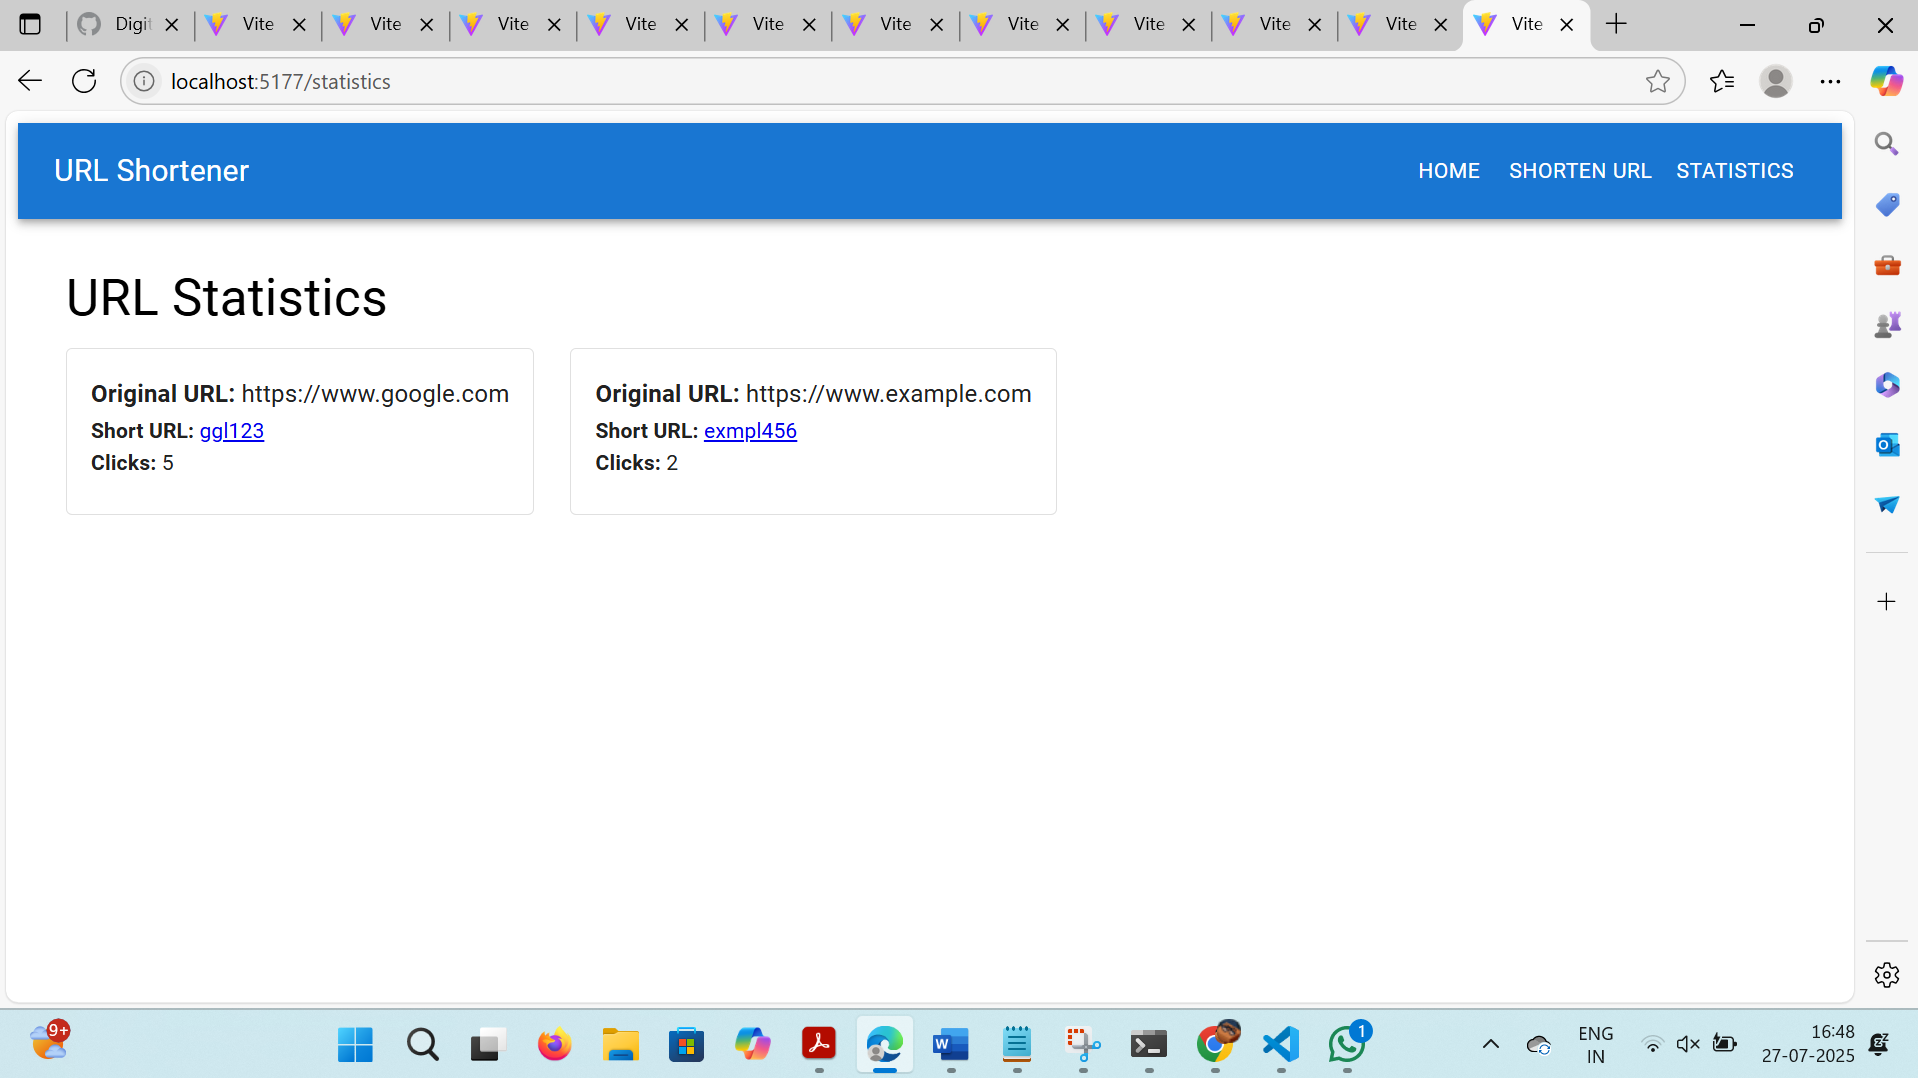 Digi
Vite
Vite
Vite
Vite
Vite
Vite
Vite
Vite
Vite
Vite
Vite
localhost:5177/statistics
URL Shortener
HOME
SHORTEN URL
STATISTICS
URL Statistics
Original URL: https://www.google.com
Short URL: ggl123
Clicks: 5
Original URL: https://www.example.com
Short URL: exmpl456
Clicks: 2
9+
1
ENG
IN
16:48
27-07-2025